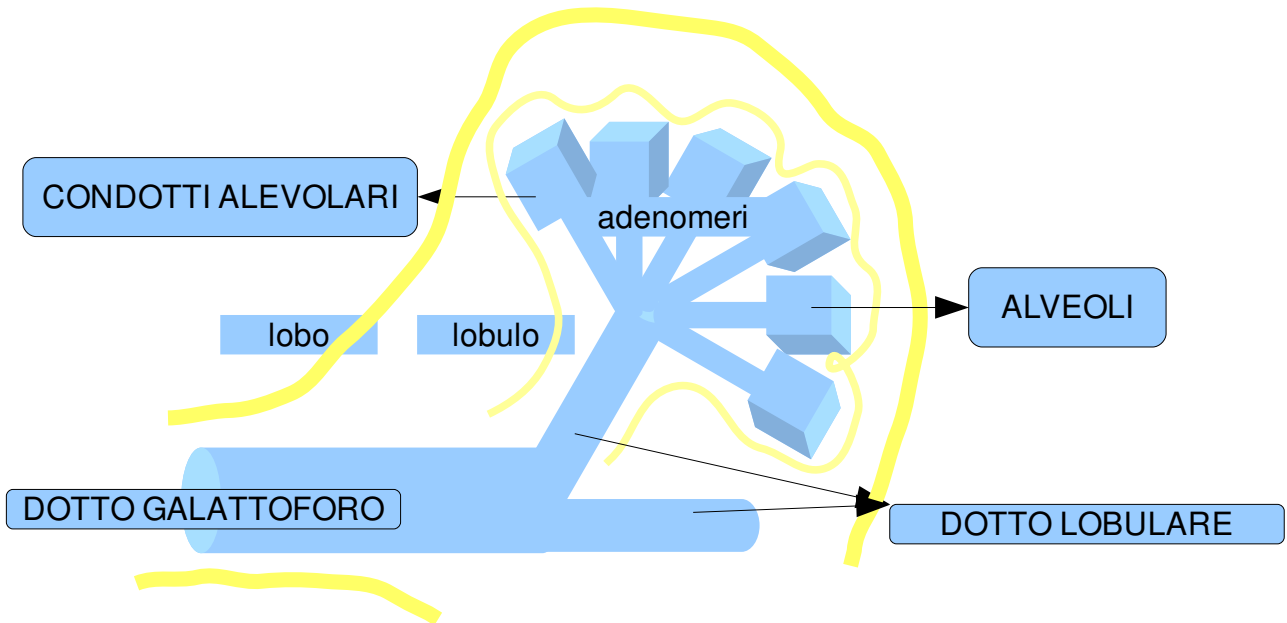 CONDOTTI ALEVOLARI
adenomeri
ALVEOLI
lobo
lobulo
DOTTO GALATTOFORO
DOTTO LOBULARE